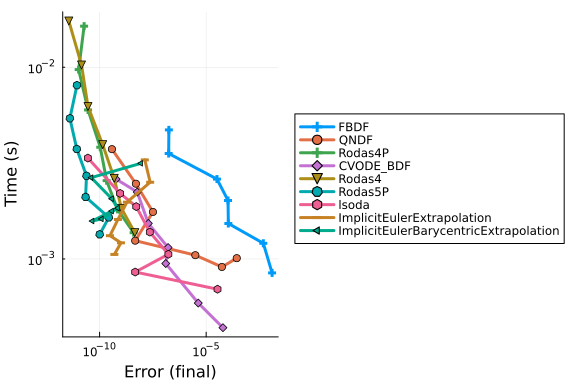 Time (s)
10⁻²
10⁻³
10⁻¹⁰
10⁻⁵
Error (final)
FBDF
QNDF
Rodas4P
CVODE_BDF
Rodas4
Rodas5P
lsoda
ImplicitEulerExtrapolation
ImplicitEulerBarycentricExtrapolation